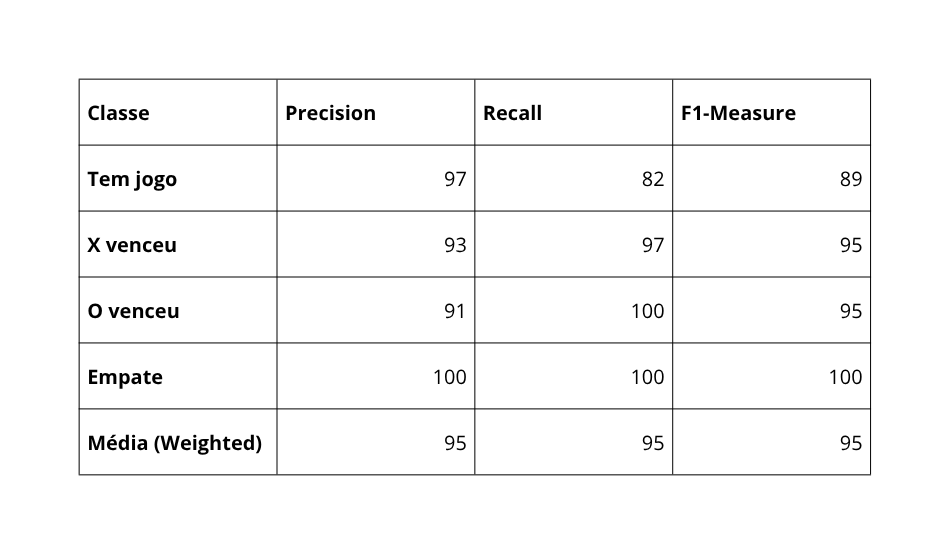 Classe Precision Recall F1-Measure
Tem jogo 97 82 89
X venceu 93 97 95
O venceu 91 100 95
Empate 100 100 100
Média (Weighted) 95 95 95